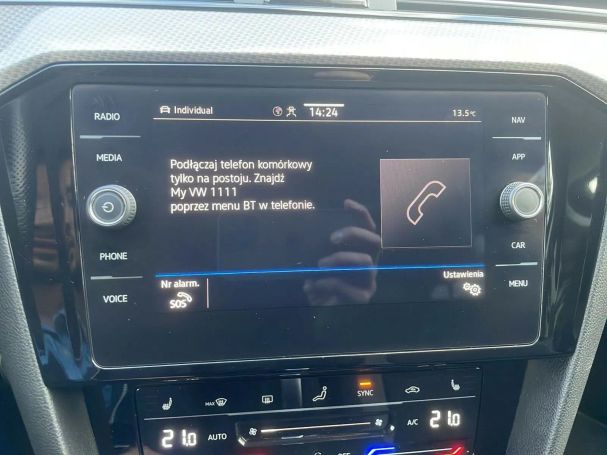 RADIO
Individual
14:24
13.5°C
NAV
MEDIA
APP
Podłączaj telefon komórkowy
tylko na postoju. Znajdź
My VW 1111
poprzez menu BT w telefonie.
PHONE
CAR
VOICE
Nr alarm.
SOS
Ustawienia
MENU
MAX
SYNC
21.0 AUTO
A/C 21.0
OFF